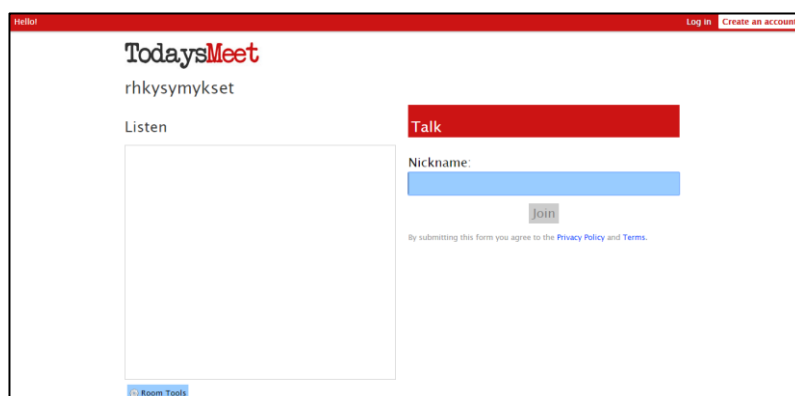 Hello!
Log in
Create an account
TodaysMeet
rhkysymykset
Listen
Talk
Nickname:
Join
By submitting this form you agree to the Privacy Policy and Terms.
Room Tools